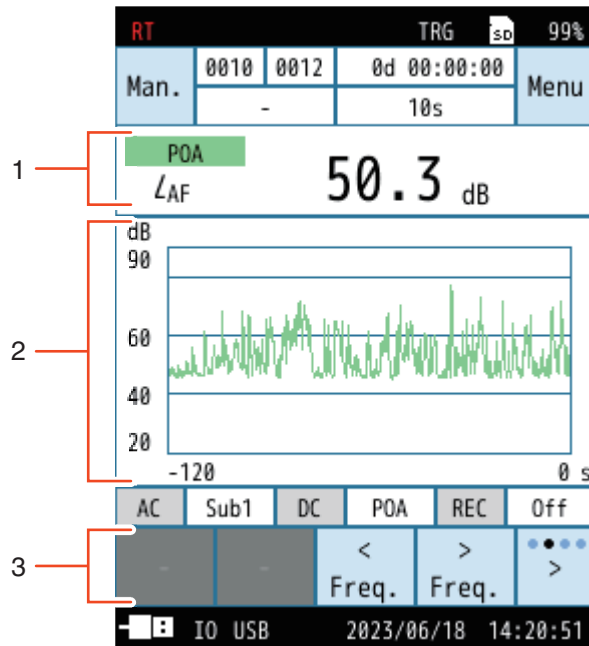 RT TRG SD 99%
Man. 0010 0012 0d 00:00:00 Menu
- 10s
1
POA
LAF 50.3 dB
2
dB
90
60
40
20
-120 0 s
AC Sub1 DC POA REC Off
3
- - < > >
Freq. Freq.
IO USB 2023/06/18 14:20:51